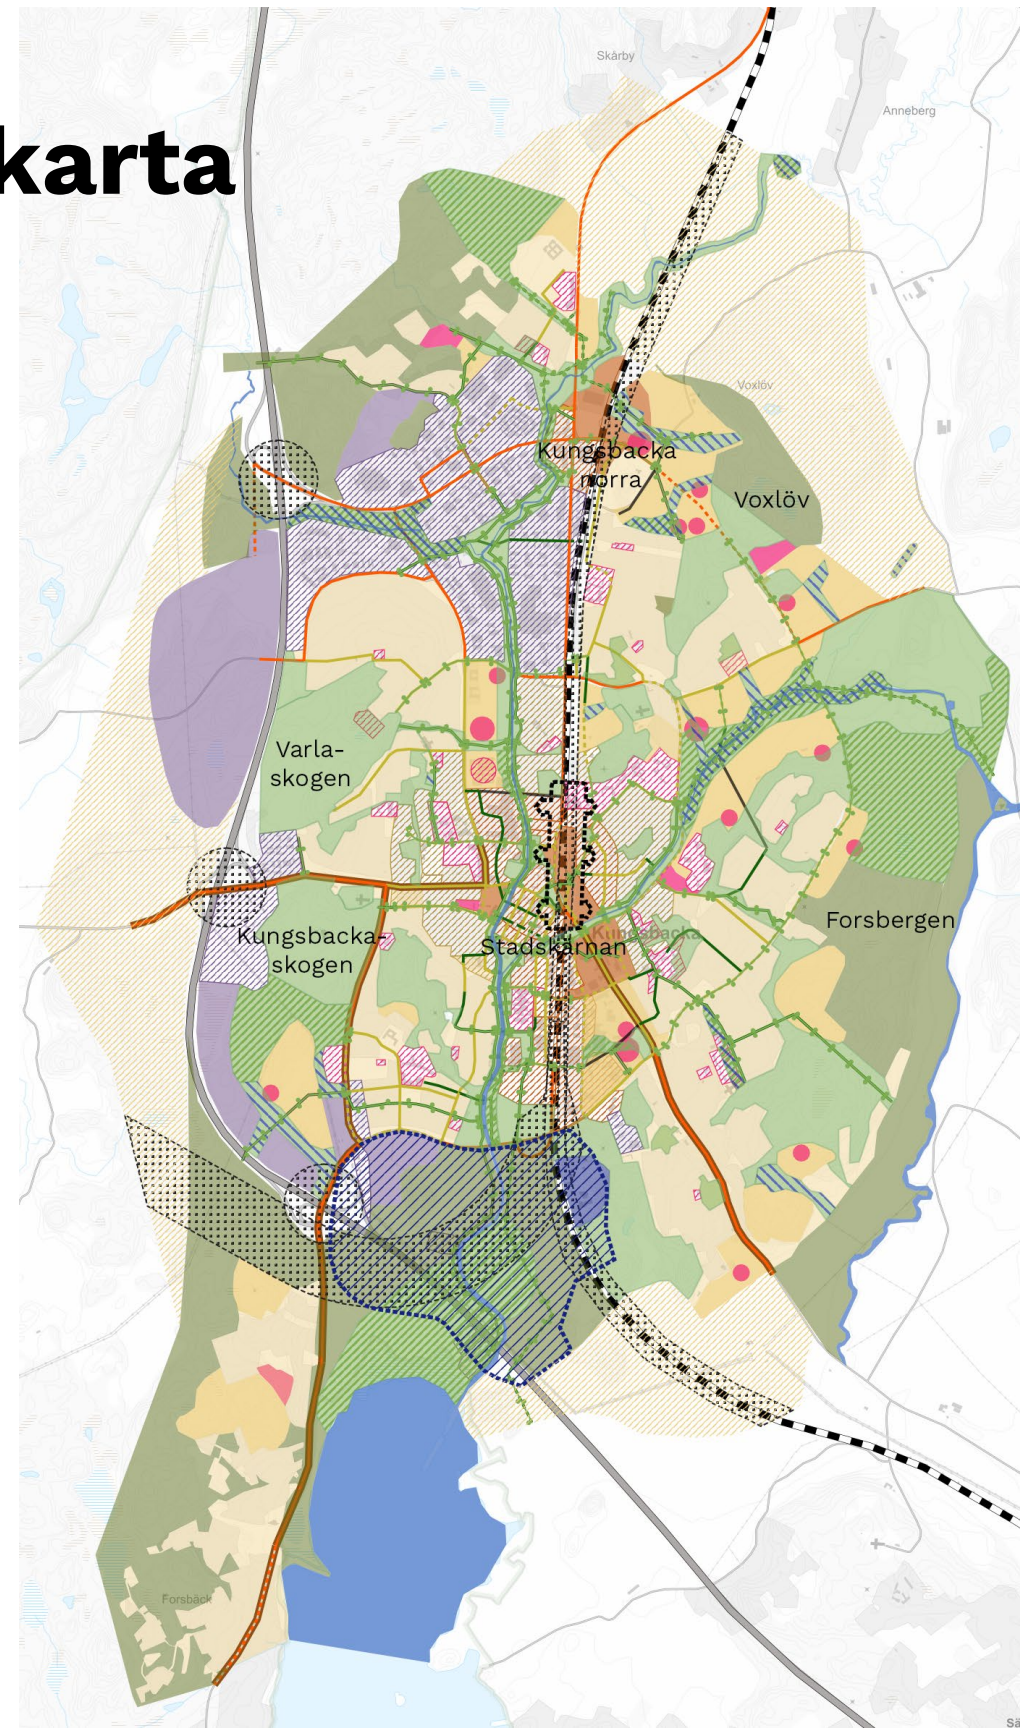 Skårby
Anneberg
karta
Voxlöv
Kungsbacka
norra
Voxlöv
Varla-
skogen
Forsbergen
Kungsbacka-
skogen
Kungsbacka
Stadskärnan
Forsbäck